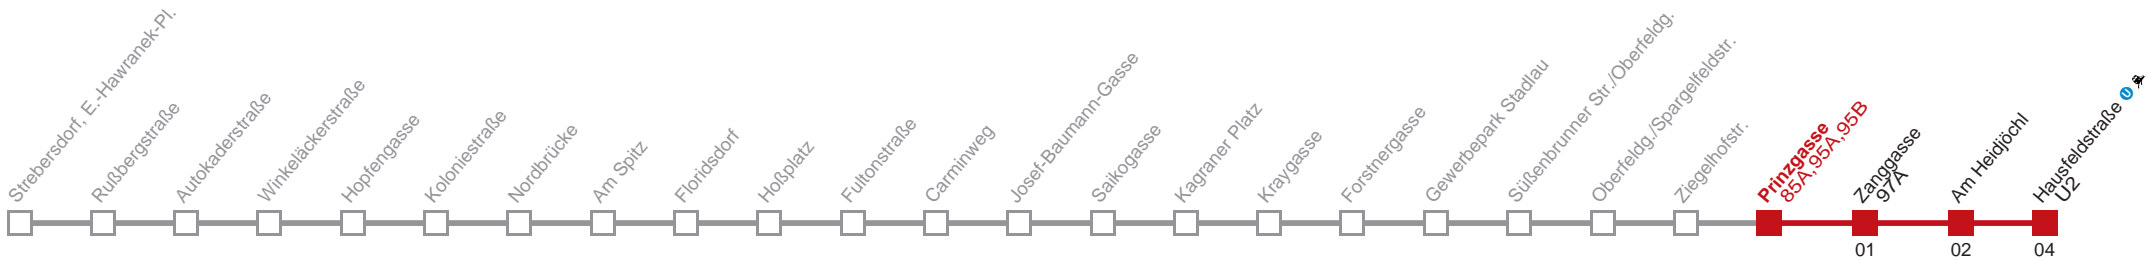 Strebersdorf, E.-Hawranek-Pl.
Rußbergstraße
Autokaderstraße
Winkeläckerstraße
Hopfengasse
Koloniestraße
Nordbrücke
Am Spitz
Floridsdorf
Hoßplatz
Fultonstraße
Carminweg
Josef-Baumann-Gasse
Saikogasse
Kagraner Platz
Kraygasse
Forstnergasse
Gewerbepark Stadlau
Süßenbrunner Str./Oberfeldg.
Oberfeldg./Spargelfeldstr.
Ziegelhofstr.
Prinzgasse
85A,95A,95B
Zanggasse
97A
Am Heidjöchl
Hausfeldstraße U
U2
01
02
04